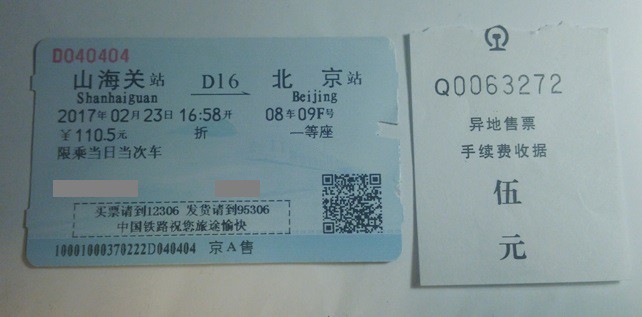 D040404
山海关站 D16 北京站
Shanhaiguan Beijing
2017年02月23日 16:58开 08车09F号
￥110.5元 折 一等座
限乘当日当次车
买票请到12306 发货请到95306
中国铁路祝您旅途愉快
10001000370222D040404 京A售
Q0063272
异地售票
手续费收据
伍
元